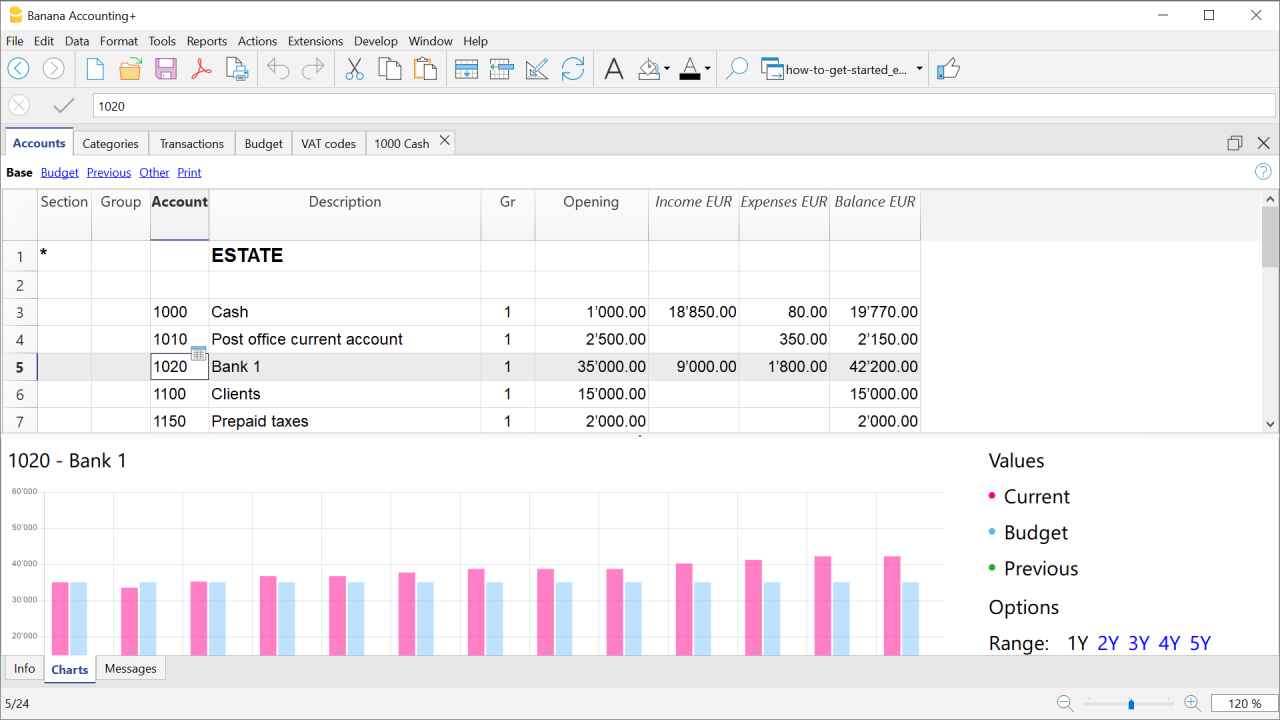 Banana Accounting+
File Edit Data Format Tools Reports Actions Extensions Develop Window Help
how-to-get-started_e...
1020
Accounts Categories Transactions Budget VAT codes 1000 Cash
Base Budget Previous Other Print
Section Group Account Description Gr Opening Income EUR Expenses EUR Balance EUR
1 * ESTATE
2
3 1000 Cash 1 1’000.00 18’850.00 80.00 19’770.00
4 1010 Post office current account 1 2’500.00 350.00 2’150.00
5 1020 Bank 1 1 35’000.00 9’000.00 1’800.00 42’200.00
6 1100 Clients 1 15’000.00 15’000.00
7 1150 Prepaid taxes 1 2’000.00 2’000.00
1020 - Bank 1
60'000
50'000
40'000
30'000
20'000
Values
Current
Budget
Previous
Options
Range: 1Y 2Y 3Y 4Y 5Y
Info Charts Messages
5/24
120 %